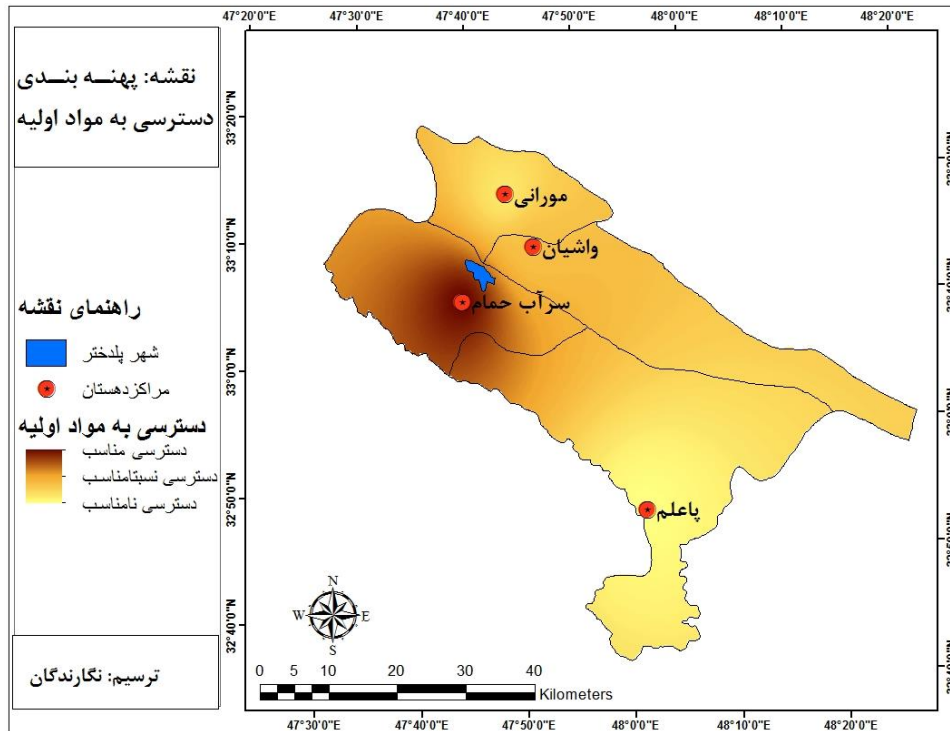 47°20'0"E 47°30'0"E 47°40'0"E 47°50'0"E 48°0'0"E 48°10'0"E 48°20'0"E
نقشه: پهنــه بنــدی
دسترسی به مواد اولیه
33°20'0"N
33°10'0"N
33°0'0"N
32°50'0"N
32°40'0"N
مورانی
واشیان
سرآب حمام
پاعلم
راهنمای نقشه
شهر پلدختر
مراکزدهستان
دسترسی به مواد اولیه
دسترسی مناسب
دسترسی نسبتامناسب
دسترسی نامناسب
N
W E
S
0 5 10 20 30 40
Kilometers
ترسیم: نگارندگان
47°30'0"E 47°40'0"E 47°50'0"E 48°0'0"E 48°10'0"E 48°20'0"E